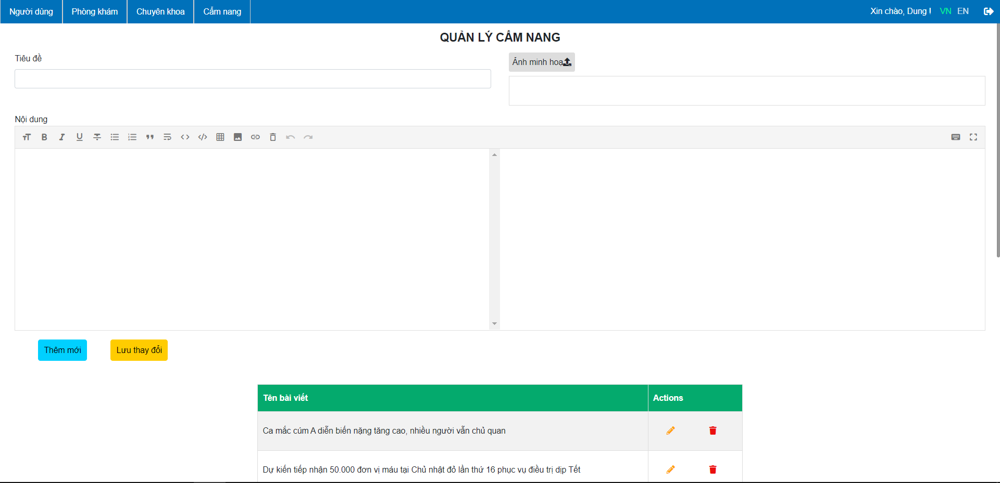 Người dùng Phòng khám Chuyên khoa Cẩm nang Xin chào, Dung ! VN EN
QUẢN LÝ CẨM NANG
Tiêu đề
Ảnh minh hoạ
Nội dung
Thêm mới Lưu thay đổi
Tên bài viết Actions
Ca mắc cúm A diễn biến nặng tăng cao, nhiều người vẫn chủ quan
Dự kiến tiếp nhận 50.000 đơn vị máu tại Chủ nhật đỏ lần thứ 16 phục vụ điều trị dịp Tết